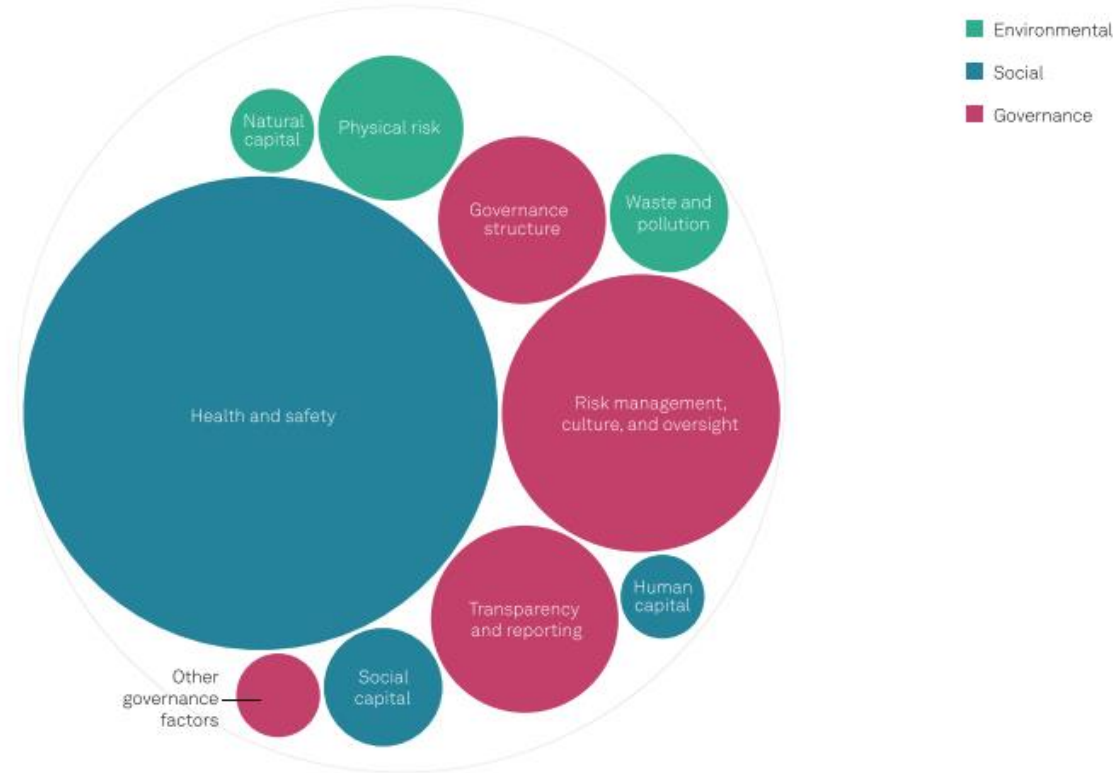 Environmental
Social
Governance
Natural
capital
Physical risk
Governance
structure
Waste and
pollution
Health and safety
Risk management,
culture, and oversight
Human
capital
Transparency
and reporting
Social
capital
Other
governance
factors